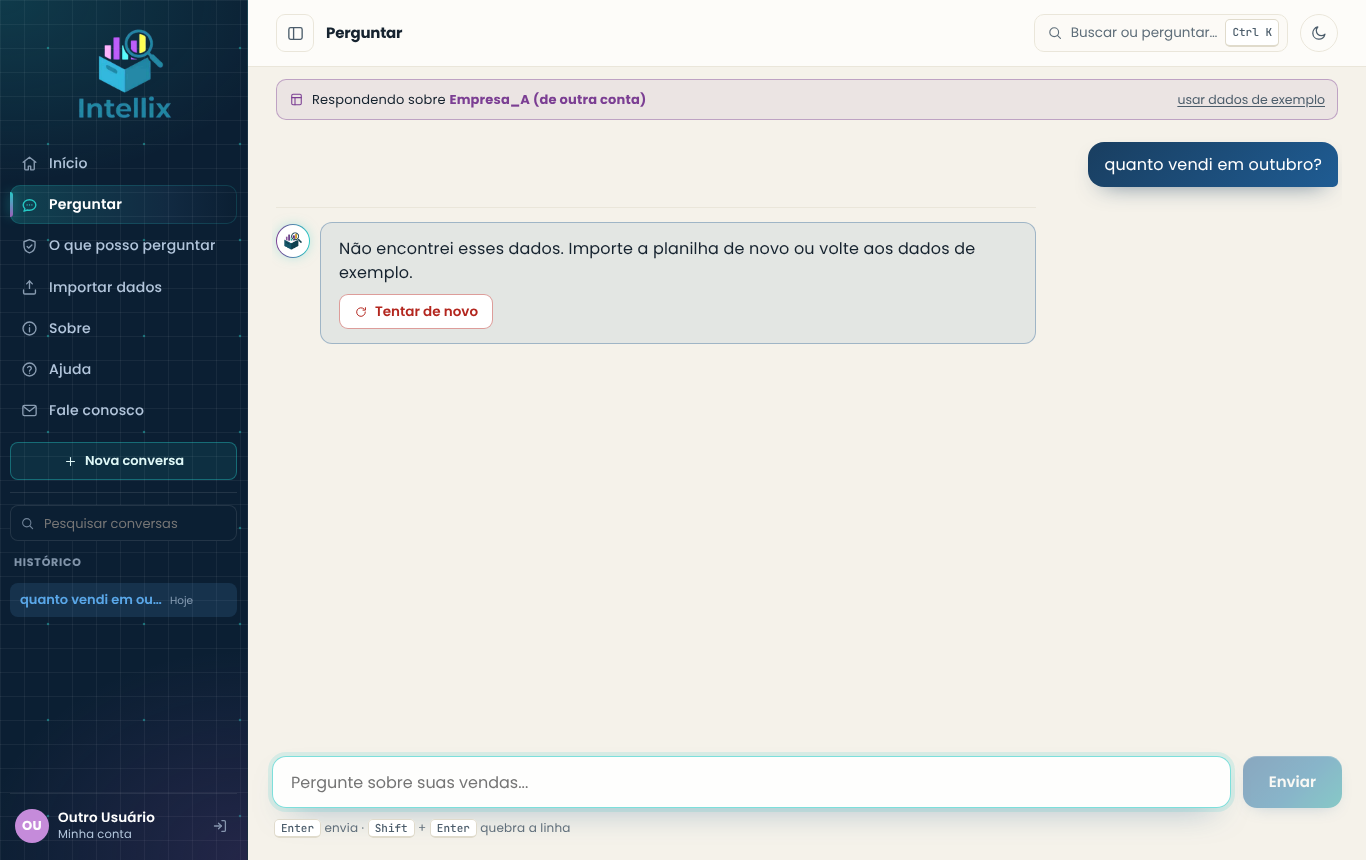 Intellix
Início
Perguntar
O que posso perguntar
Importar dados
Sobre
Ajuda
Fale conosco
Nova conversa
Pesquisar conversas
HISTÓRICO
quanto vendi em ou... Hoje
OU
Outro Usuário
Minha conta
Perguntar
Buscar ou perguntar... Ctrl K
Respondendo sobre Empresa_A (de outra conta)
usar dados de exemplo
quanto vendi em outubro?
Não encontrei esses dados. Importe a planilha de novo ou volte aos dados de
exemplo.
Tentar de novo
Pergunte sobre suas vendas...
Enviar
Enter envia · Shift + Enter quebra a linha